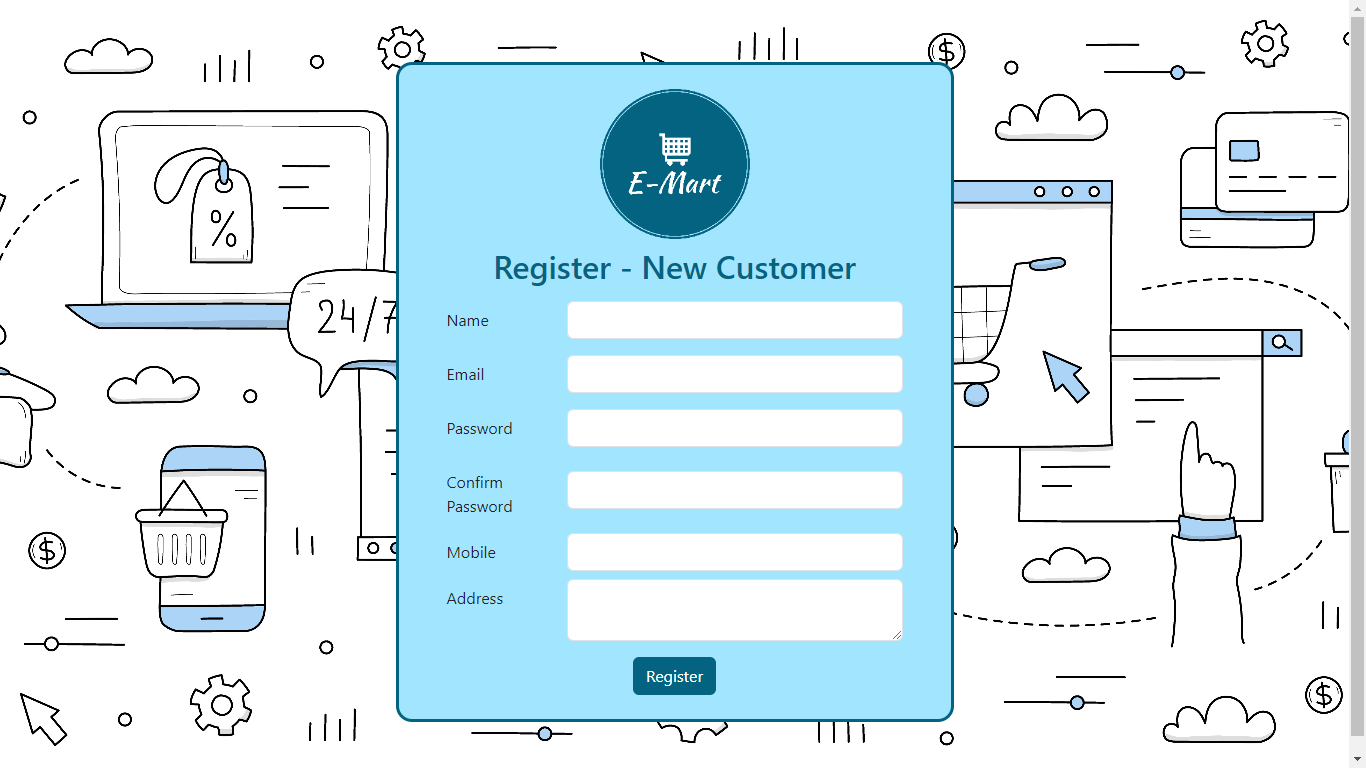 E-Mart
Register - New Customer
Name
Email
Password
Confirm
Password
Mobile
Address
Register
%
24/7
$
$
$